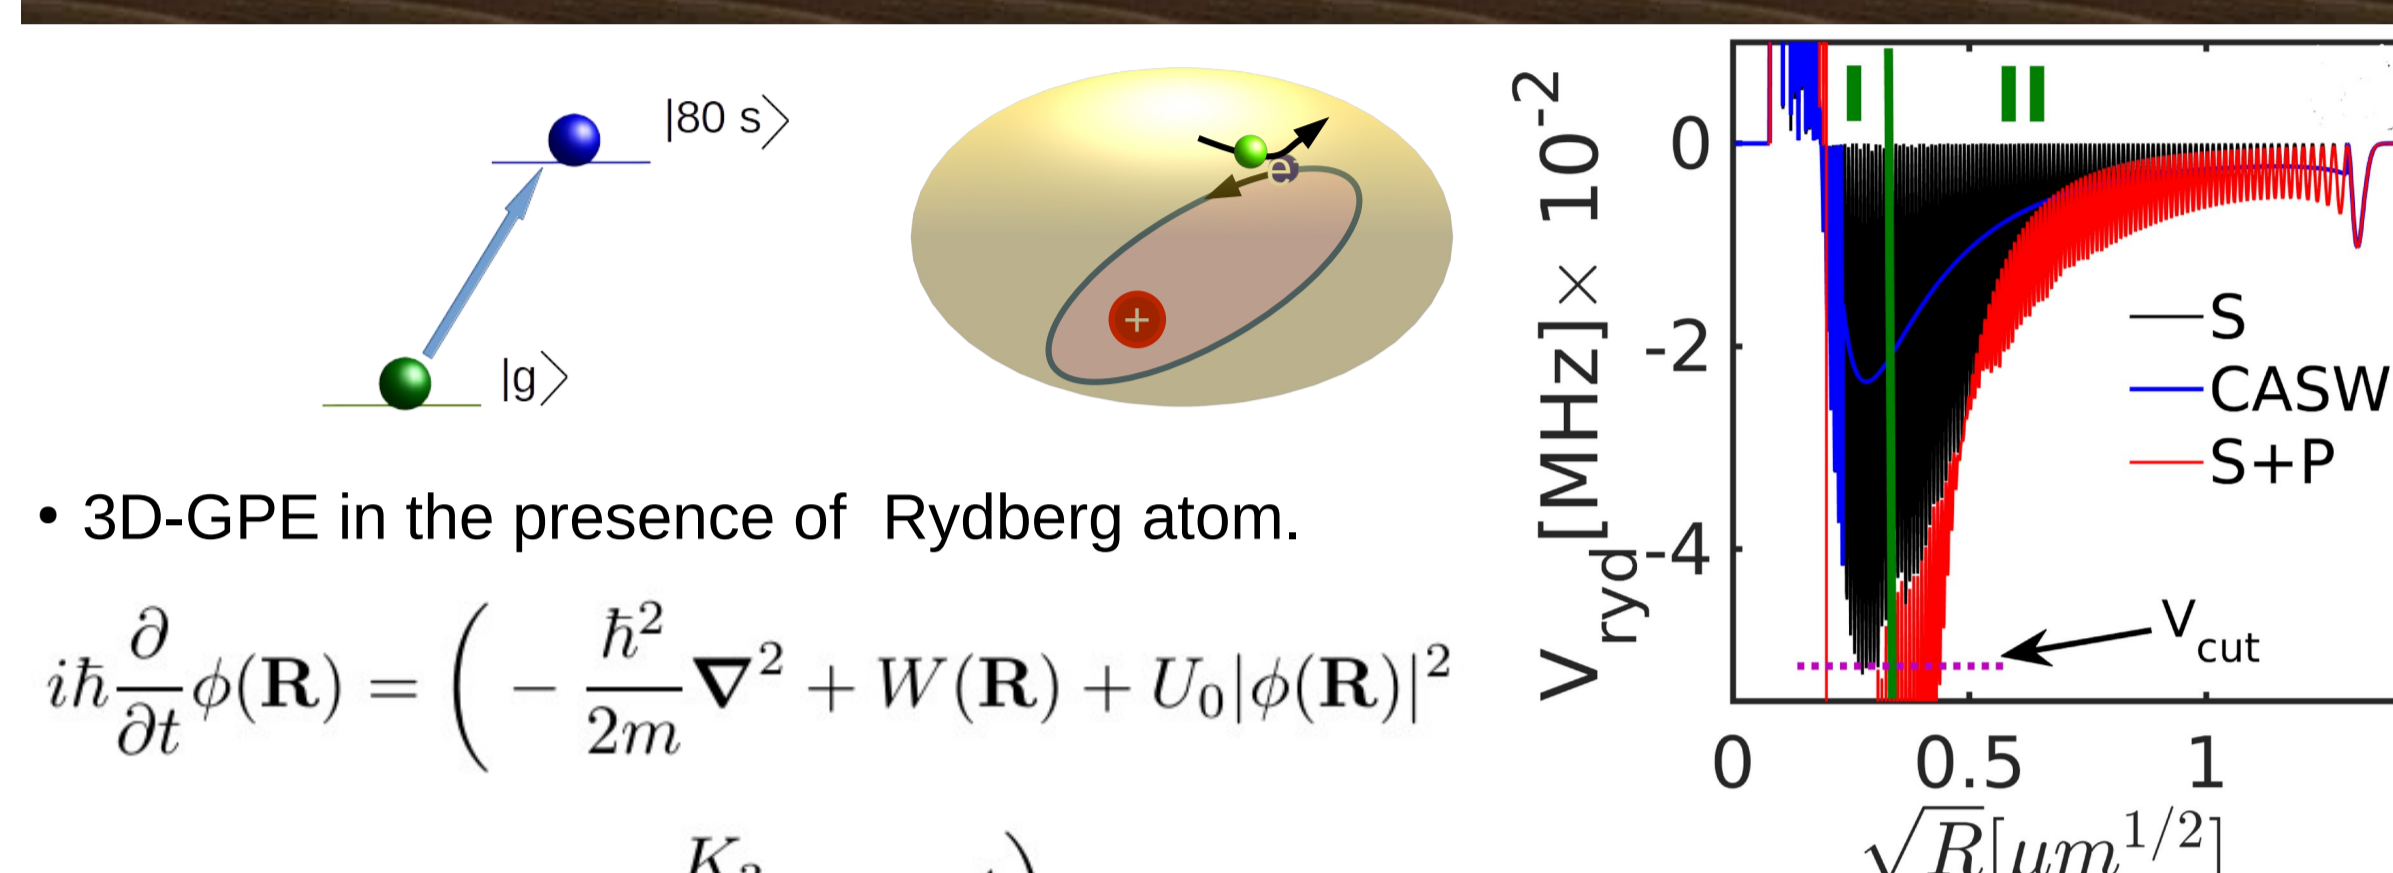 |80 s⟩
|g⟩
e
+
• 3D-GPE in the presence of Rydberg atom.
iħ ∂/∂t ϕ(R) = ( − ħ²/2m ∇² + W(R) + U₀|ϕ(R)|²
V_ryd [MHz] × 10⁻²
I II
0
-2
-4
S
CASW
S+P
V_cut
0 0.5 1
√R[μm^1/2]